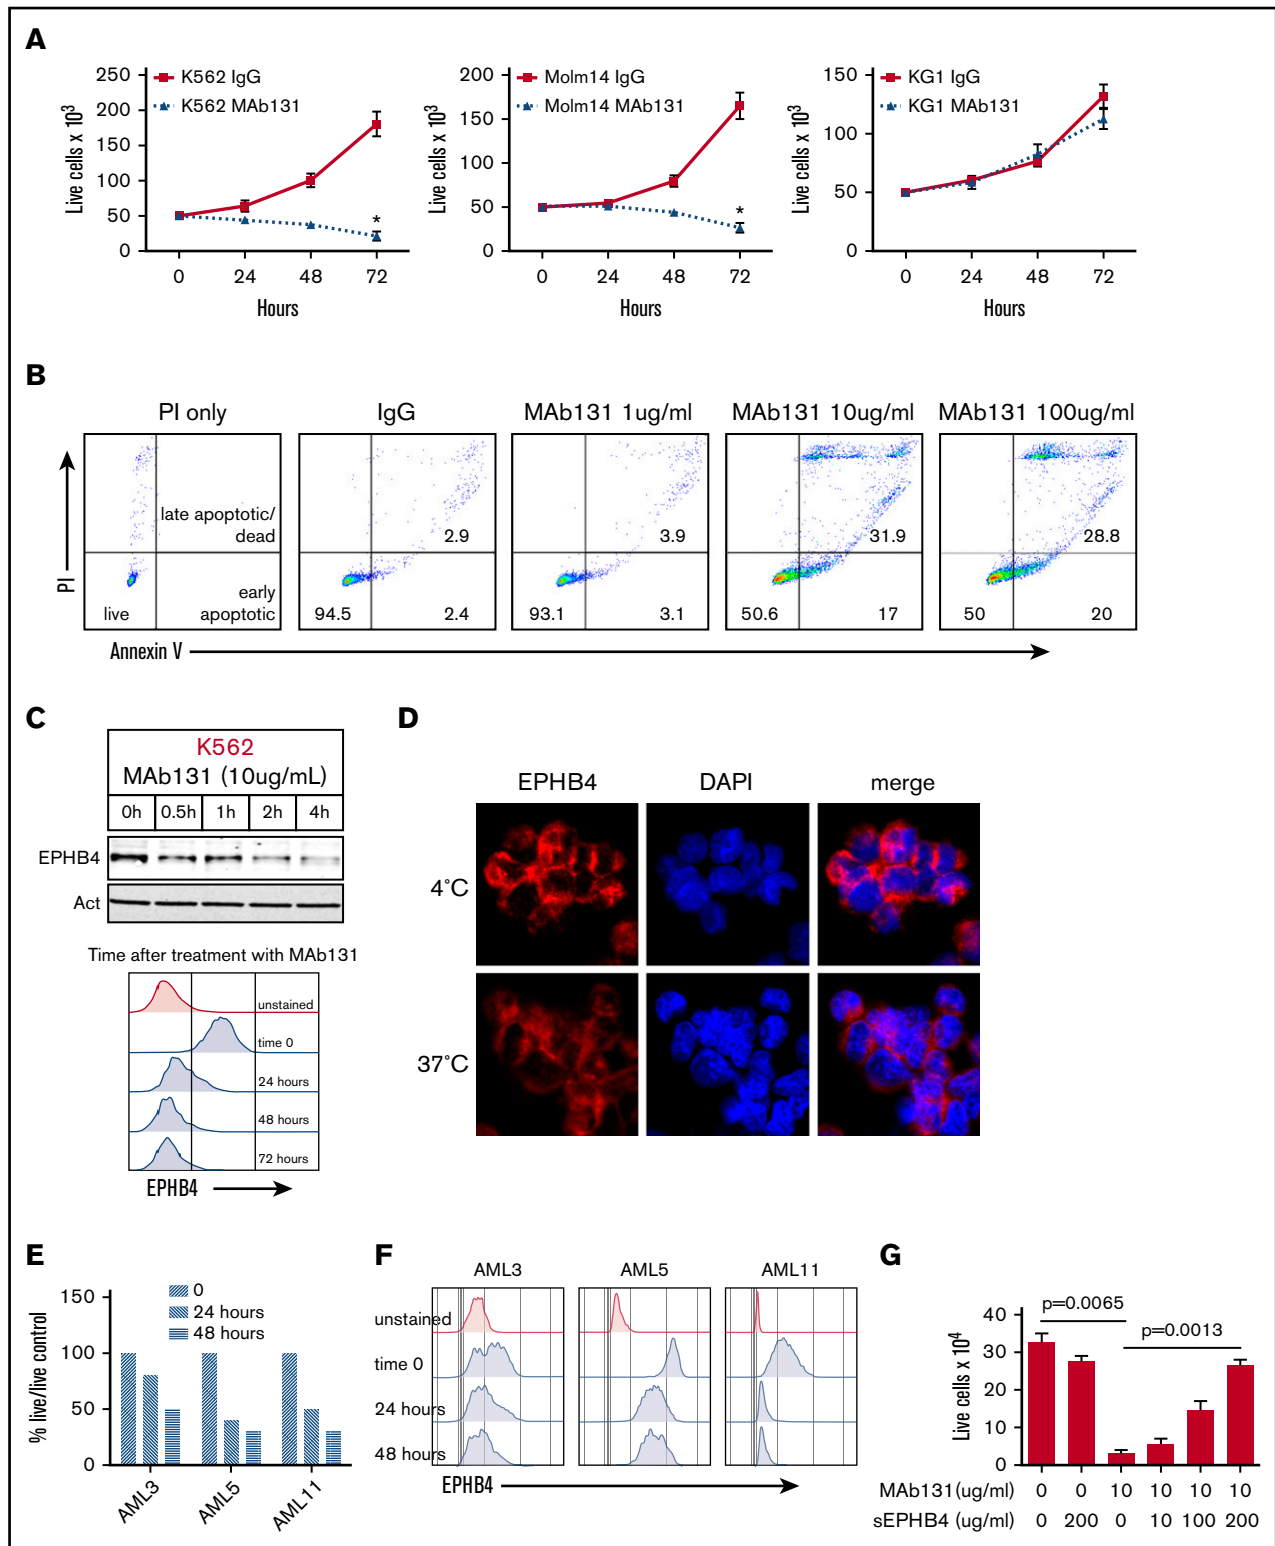 A
K562 IgG
K562 MAb131
Live cells x 10³
250
200
150
100
50
0
*
0 24 48 72
Hours
Molm14 IgG
Molm14 MAb131
Live cells x 10³
200
150
100
50
0
*
0 24 48 72
Hours
KG1 IgG
KG1 MAb131
Live cells x 10³
150
100
50
0
0 24 48 72
Hours
B
PI only
IgG
MAb131 1ug/ml
MAb131 10ug/ml
MAb131 100ug/ml
PI
late apoptotic/
dead
live
early
apoptotic
2.9
94.5 2.4
3.9
93.1 3.1
31.9
50.6 17
28.8
50 20
Annexin V
C
K562
MAb131 (10ug/mL)
0h 0.5h 1h 2h 4h
EPHB4
Act
Time after treatment with MAb131
unstained
time 0
24 hours
48 hours
72 hours
EPHB4
D
EPHB4 DAPI merge
4°C
37°C
E
% live/live control
150
100
50
0
0
24 hours
48 hours
AML3 AML5 AML11
F
AML3 AML5 AML11
unstained
time 0
24 hours
48 hours
EPHB4
G
Live cells x 10⁴
40
30
20
10
0
p=0.0065
p=0.0013
MAb131(ug/ml) 0 0 10 10 10 10
sEPHB4 (ug/ml) 0 200 0 10 100 200